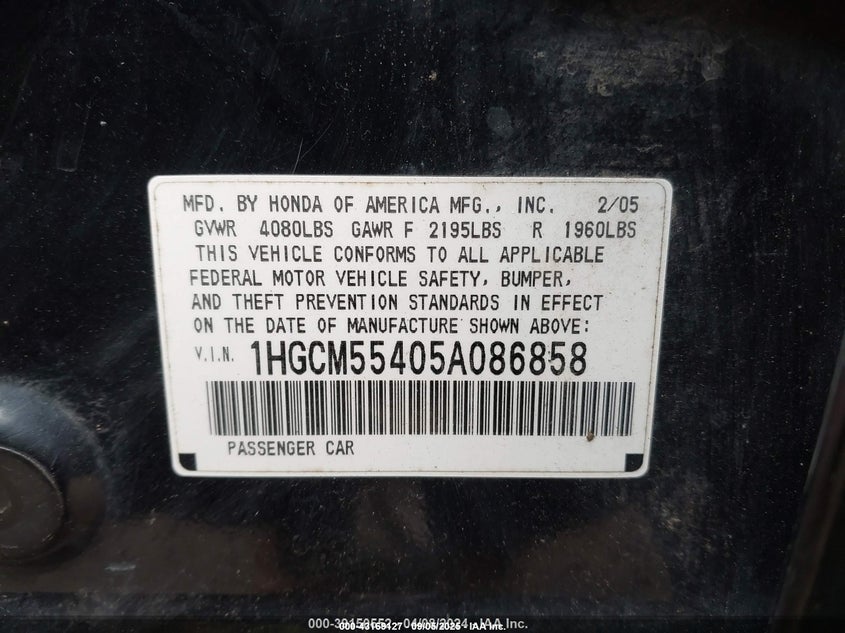 MFD. BY HONDA OF AMERICA MFG., INC. 2/05
GVWR 4080LBS GAWR F 2195LBS R 1960LBS
THIS VEHICLE CONFORMS TO ALL APPLICABLE
FEDERAL MOTOR VEHICLE SAFETY, BUMPER,
AND THEFT PREVENTION STANDARDS IN EFFECT
ON THE DATE OF MANUFACTURE SHOWN ABOVE:
V.I.N. 1HGCM55405A086858
PASSENGER CAR
IAA Inc.